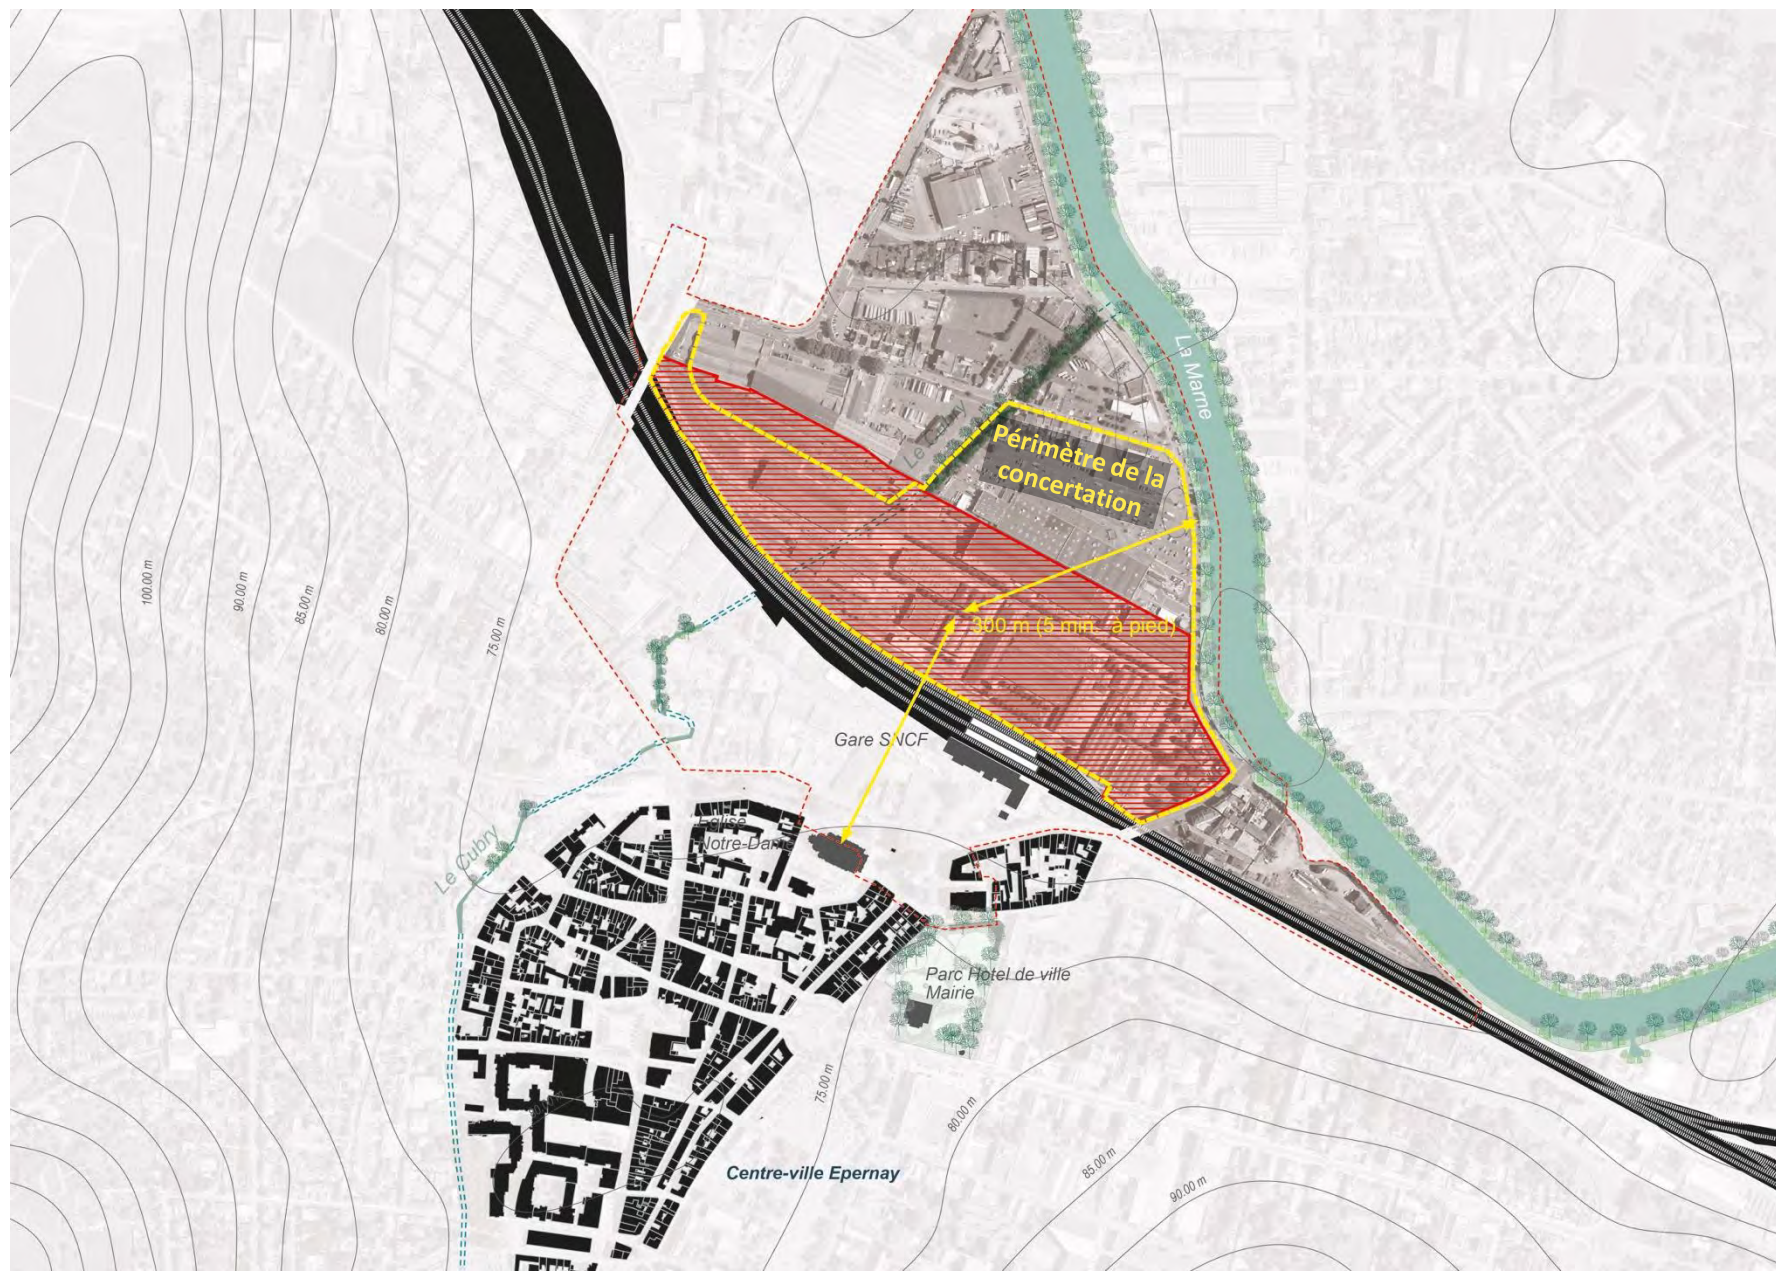 La Marne
Le
Périmètre de la
concertation
300 m (5 min. à pied)
Gare SNCF
Eglise
Notre-Dame
Le Cubry
Parc Hotel de ville
Mairie
Centre-ville Epernay
100.00 m
90.00 m
85.00 m
80.00 m
75.00 m
75.00 m
80.00 m
85.00 m
90.00 m